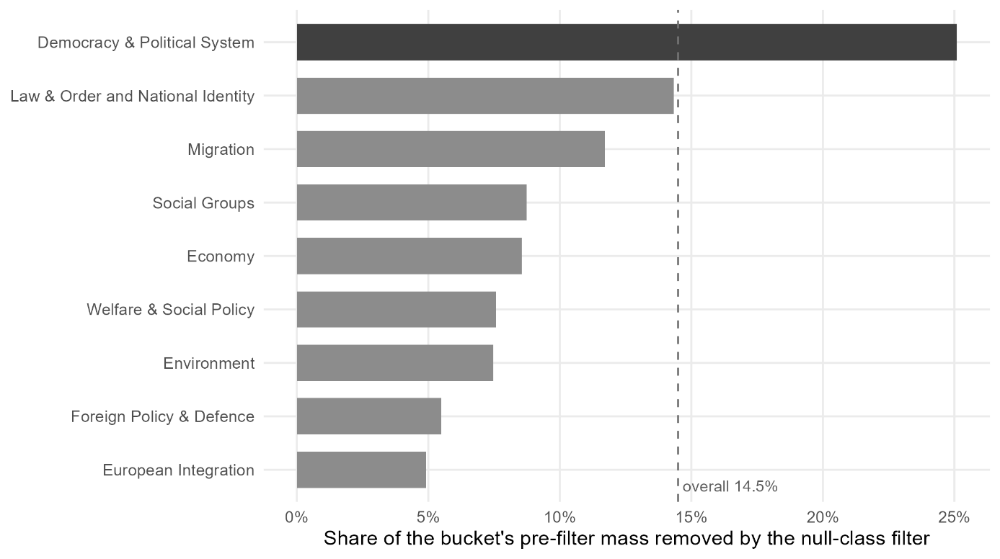 Democracy & Political System
Law & Order and National Identity
Migration
Social Groups
Economy
Welfare & Social Policy
Environment
Foreign Policy & Defence
European Integration
overall 14.5%
0% 5% 10% 15% 20% 25%
Share of the bucket's pre-filter mass removed by the null-class filter